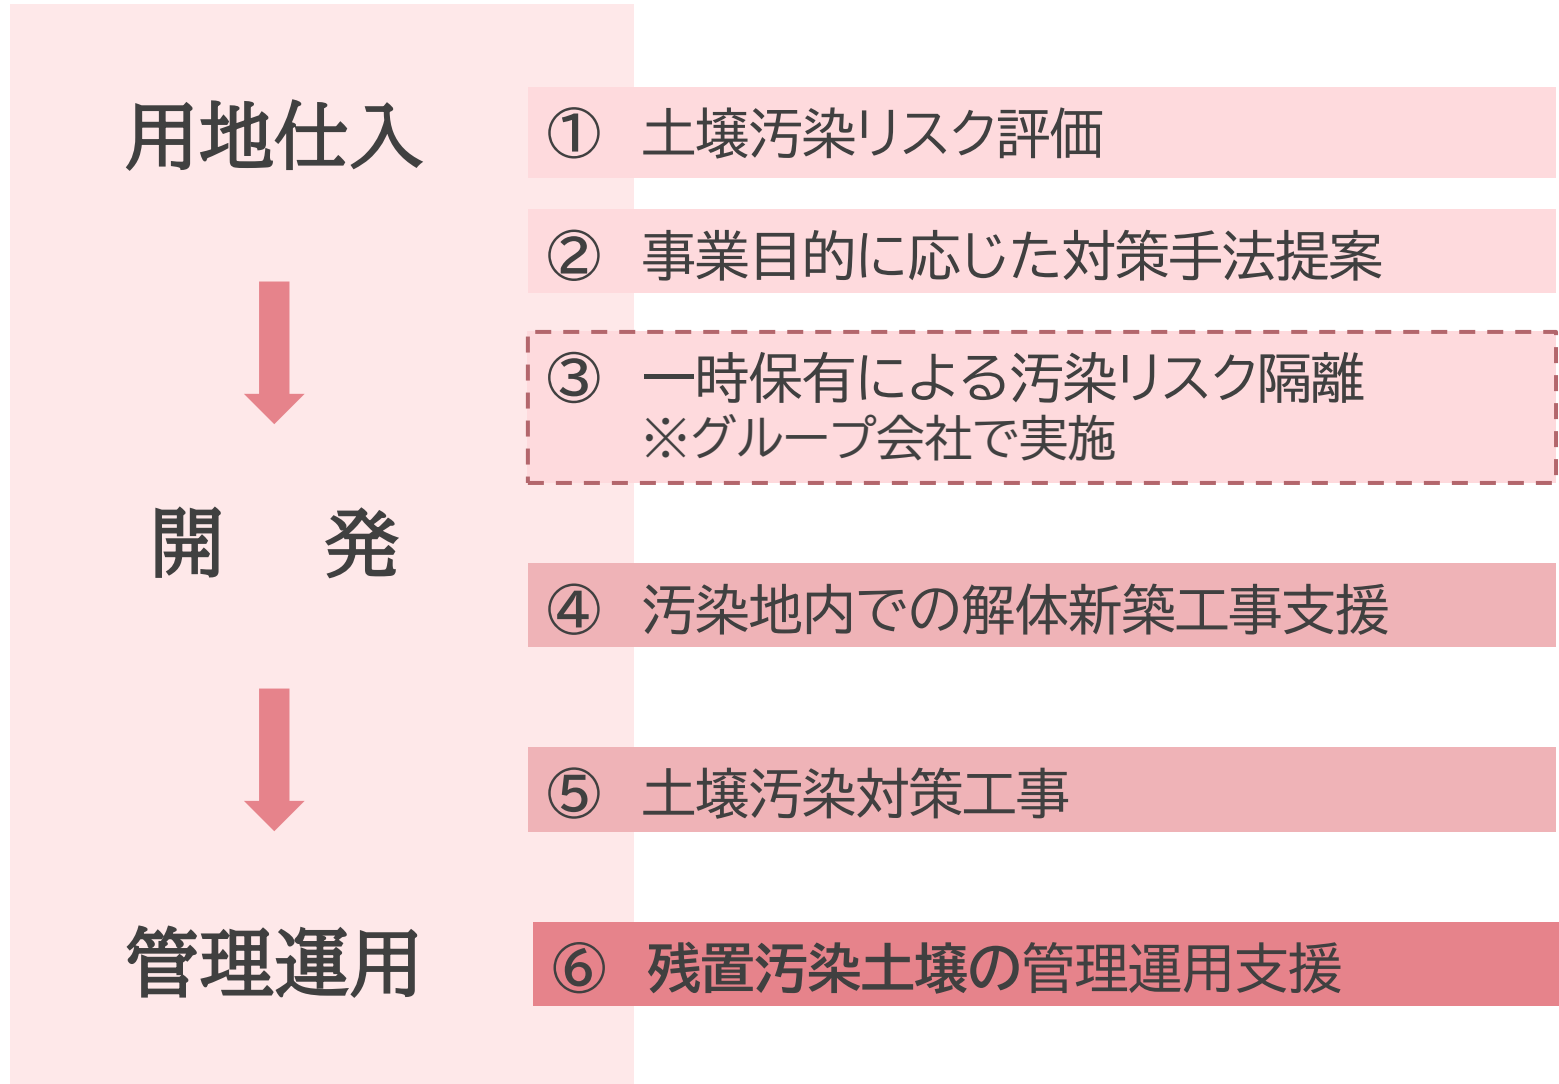 用地仕入
① 土壌汚染リスク評価
② 事業目的に応じた対策手法提案
③ 一時保有による汚染リスク隔離
※グループ会社で実施
開 発
④ 汚染地内での解体新築工事支援
⑤ 土壌汚染対策工事
管理運用
⑥ 残置汚染土壌の管理運用支援